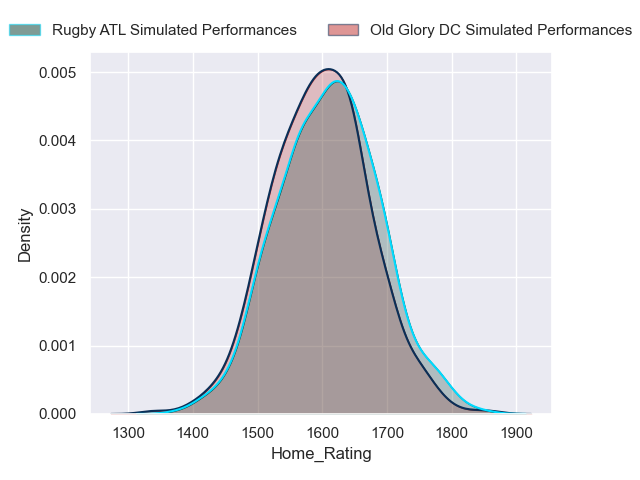 Rugby ATL Simulated Performances Old Glory DC Simulated Performances
0.005
0.004
0.003
0.002
0.001
0.000
Density
1300 1400 1500 1600 1700 1800 1900
Home_Rating